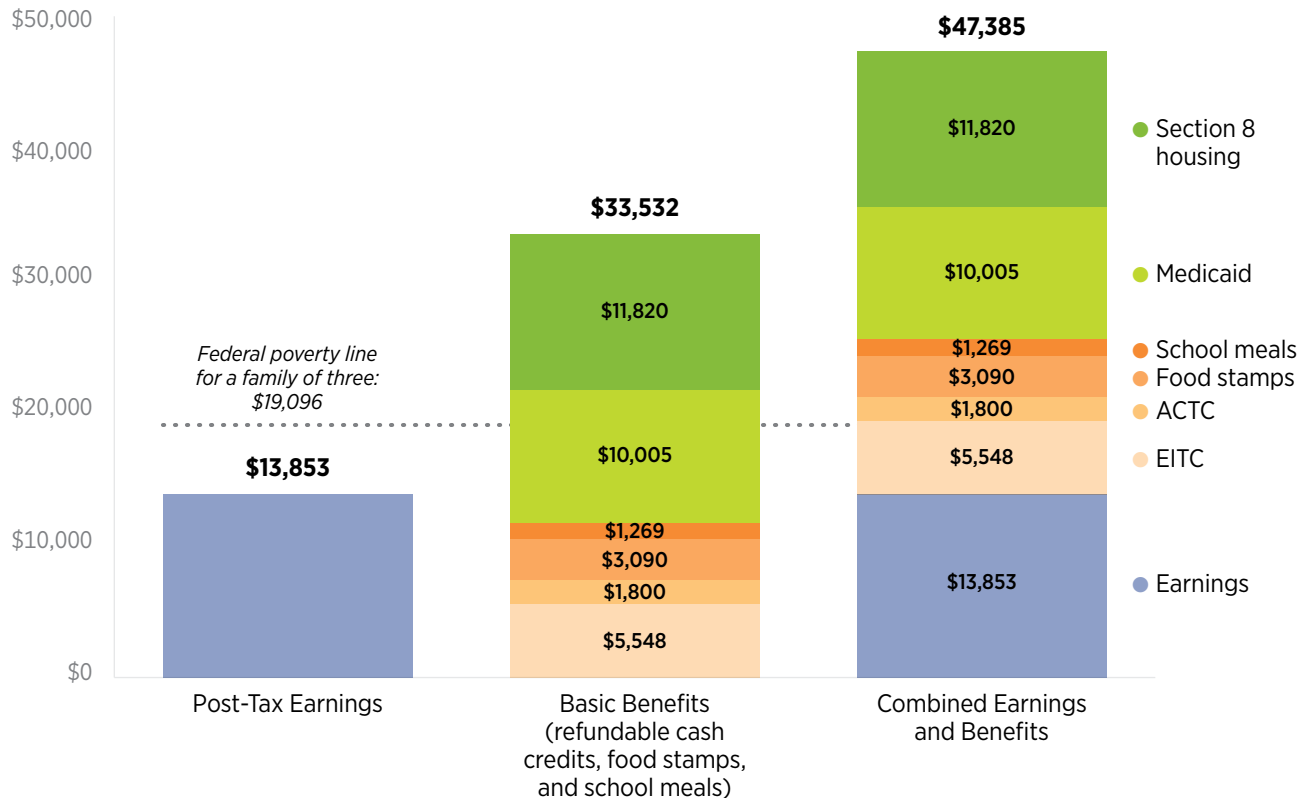 $50,000
$40,000
$30,000
$20,000
$10,000
$0
Federal poverty line
for a family of three:
$19,096
$13,853
$33,532
$11,820
$10,005
$1,269
$3,090
$1,800
$5,548
$47,385
$11,820
$10,005
$1,269
$3,090
$1,800
$5,548
$13,853
Section 8
housing
Medicaid
School meals
Food stamps
ACTC
EITC
Earnings
Post-Tax Earnings
Basic Benefits
(refundable cash
credits, food stamps,
and school meals)
Combined Earnings
and Benefits